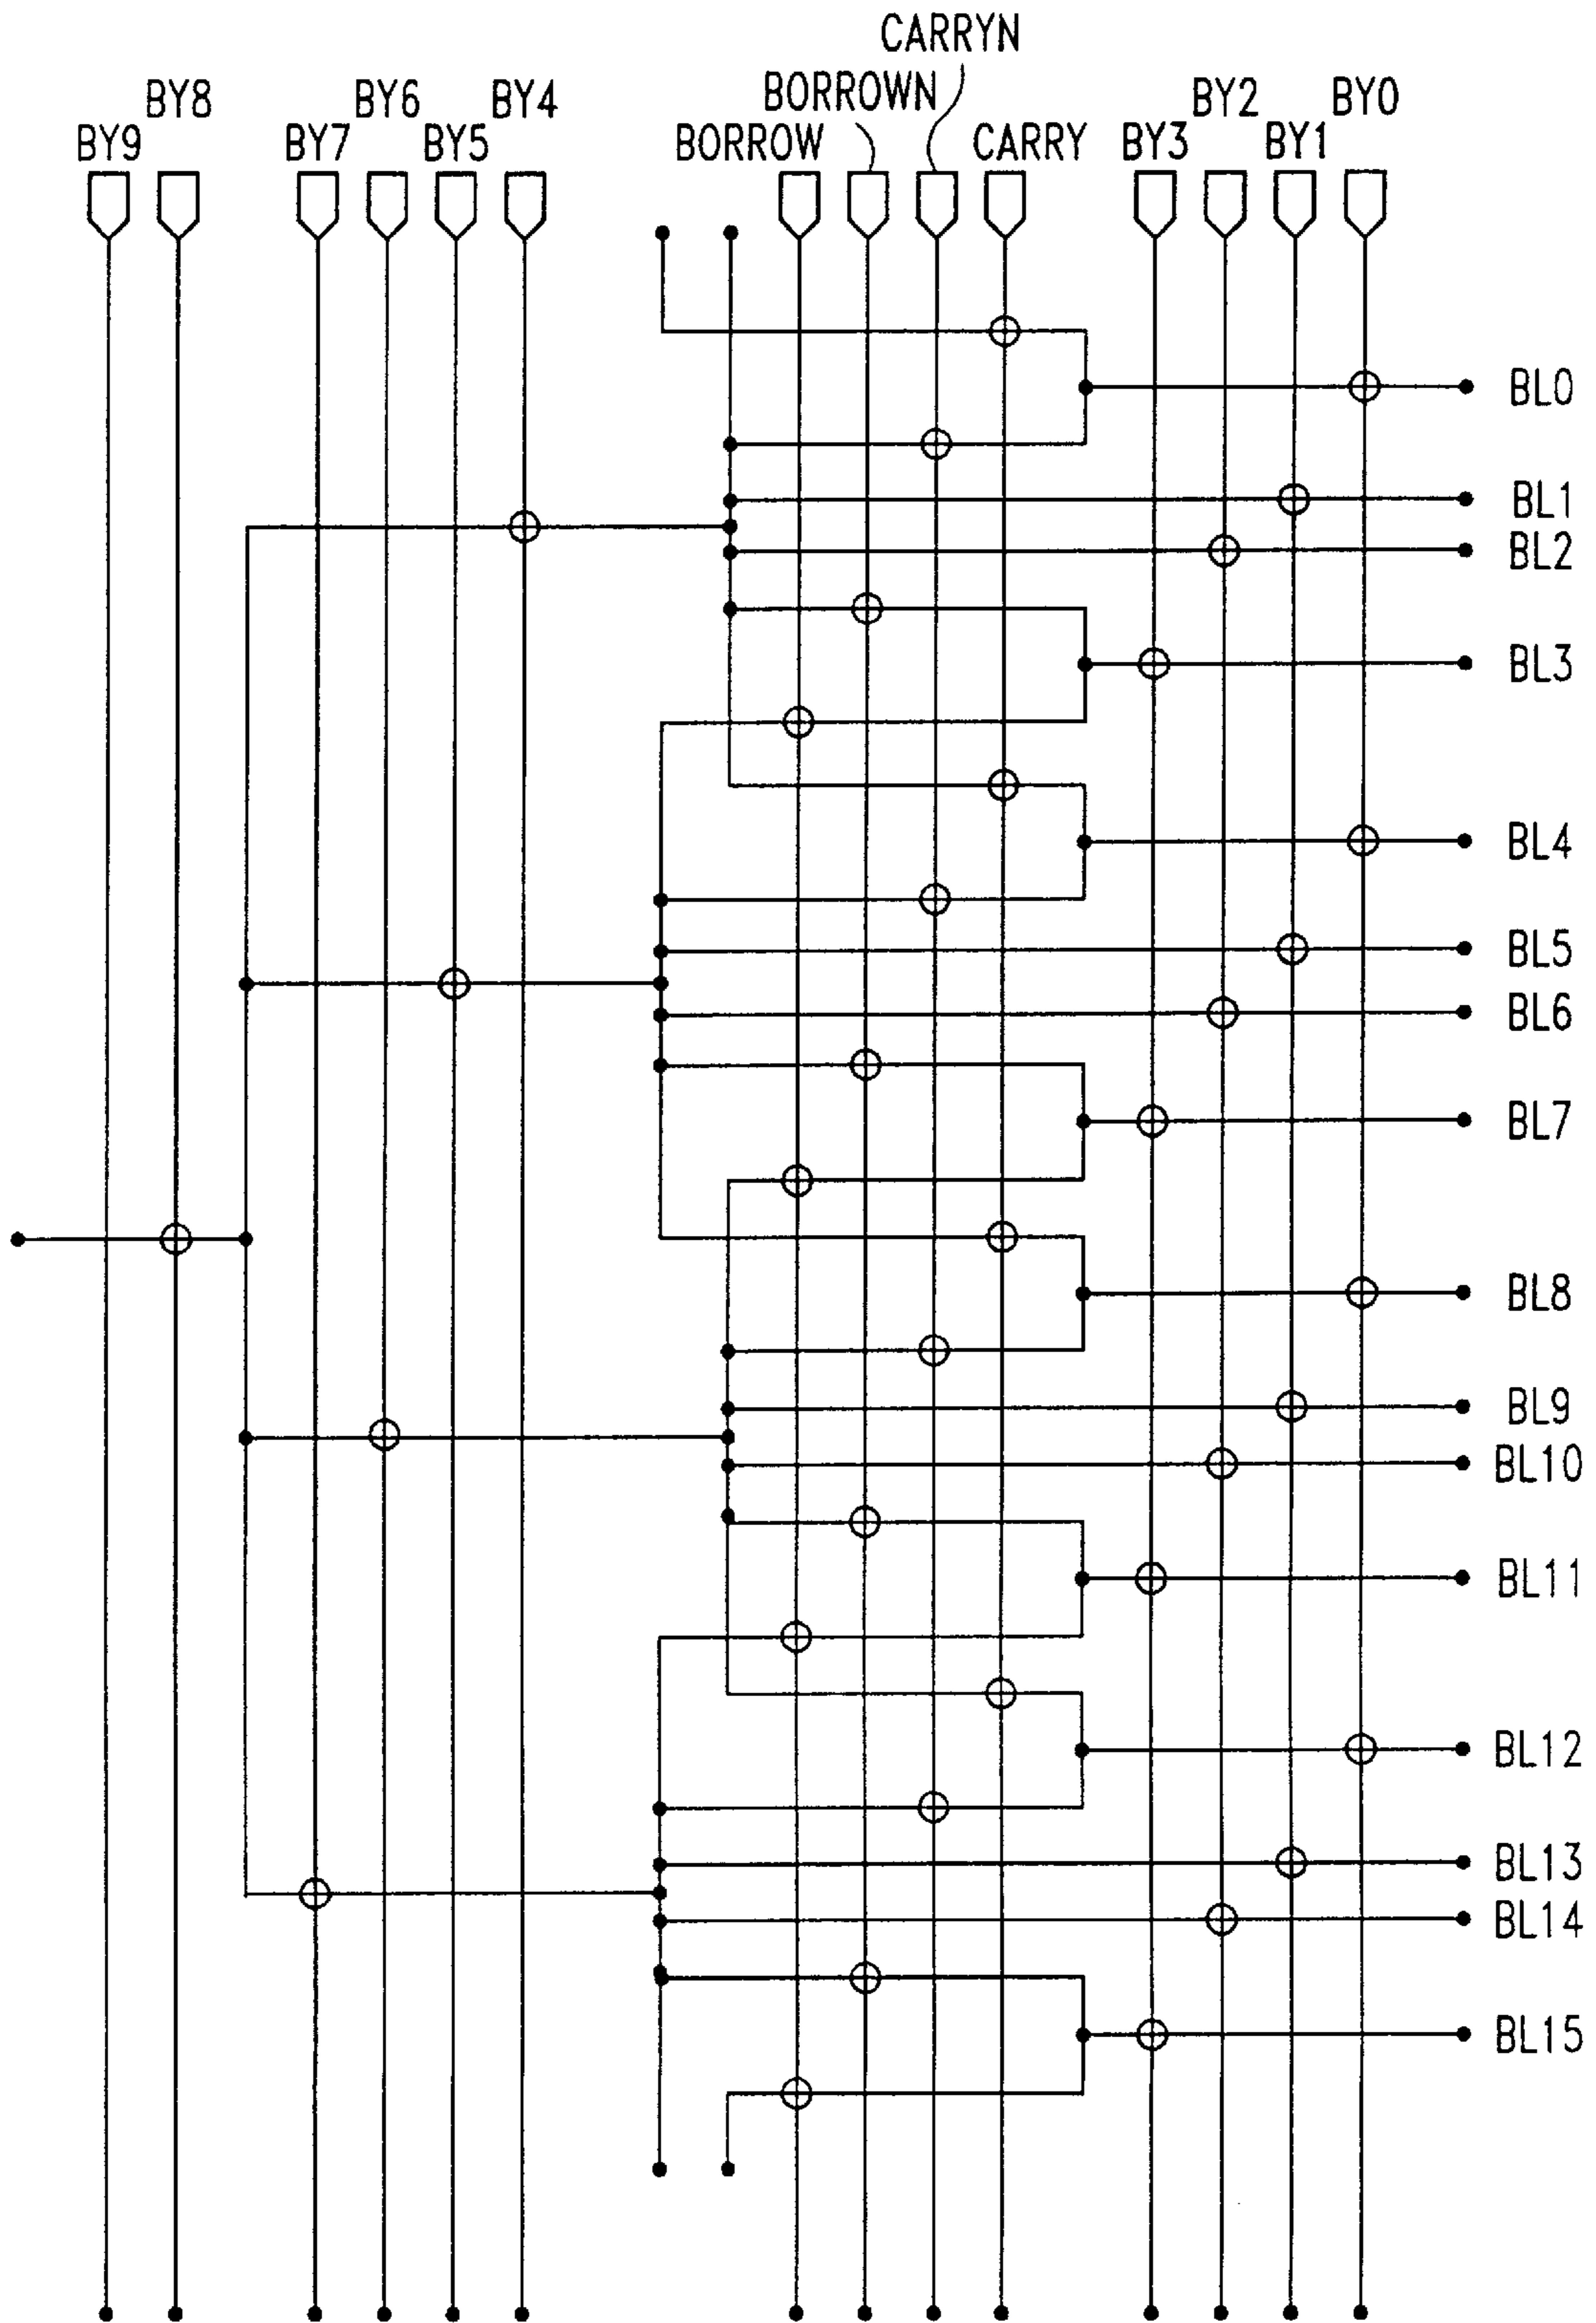 CARRYN
BY8 BY6 BY4 BORROWN BY2 BY0
BY9 BY7 BY5 BORROW CARRY BY3 BY1
BL0
BL1
BL2
BL3
BL4
BL5
BL6
BL7
BL8
BL9
BL10
BL11
BL12
BL13
BL14
BL15